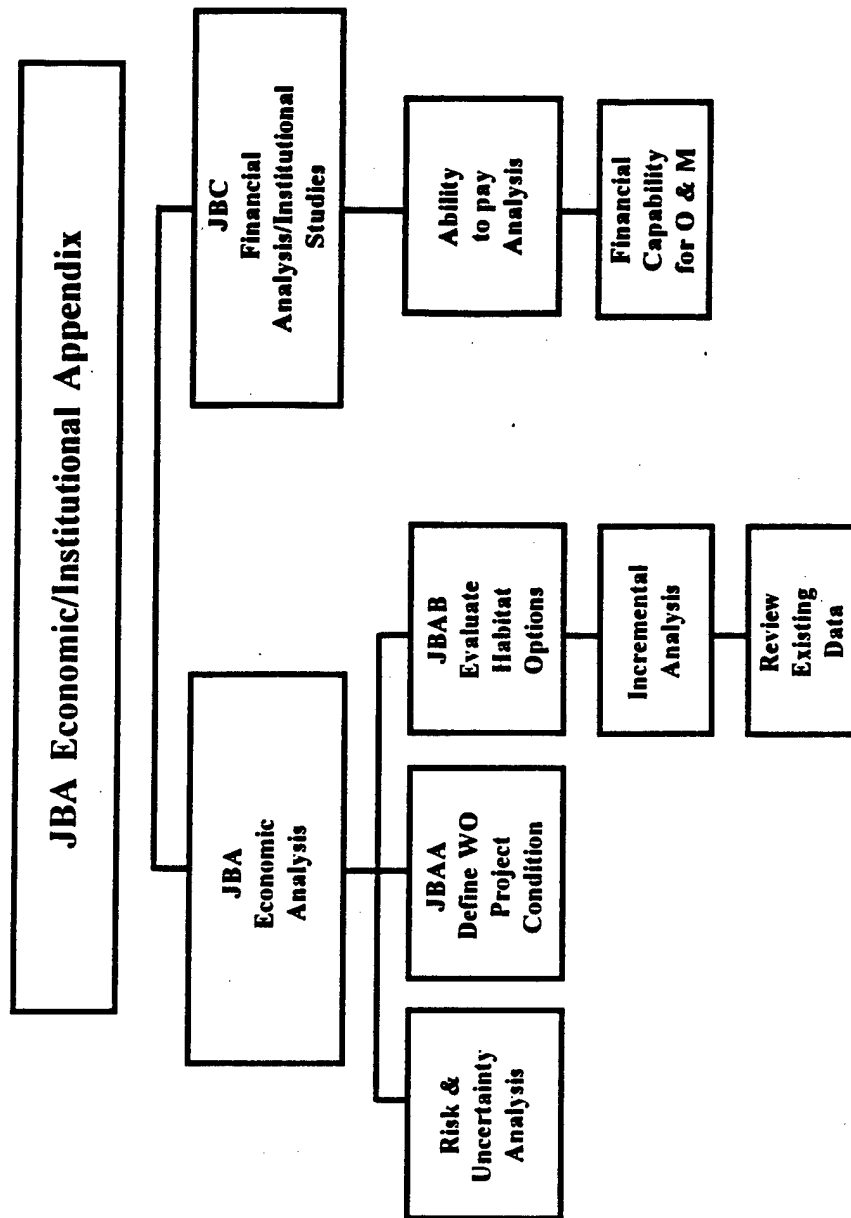 JBA Economic/Institutional Appendix
JBA
Economic
Analysis
JBC
Financial
Analysis/Institutional
Studies
Risk &
Uncertainty
Analysis
JBAA
Define WO
Project
Condition
JBAB
Evaluate
Habitat
Options
Ability
to pay
Analysis
Incremental
Analysis
Financial
Capability
for O & M
Review
Existing
Data